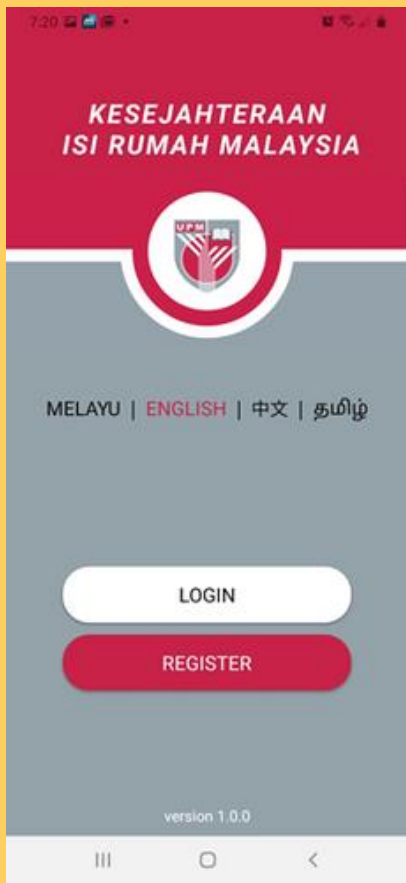 7:20
KESEJAHTERAAN
ISI RUMAH MALAYSIA
UPM
MELAYU | ENGLISH | 中文 | தமிழ்
LOGIN
REGISTER
version 1.0.0